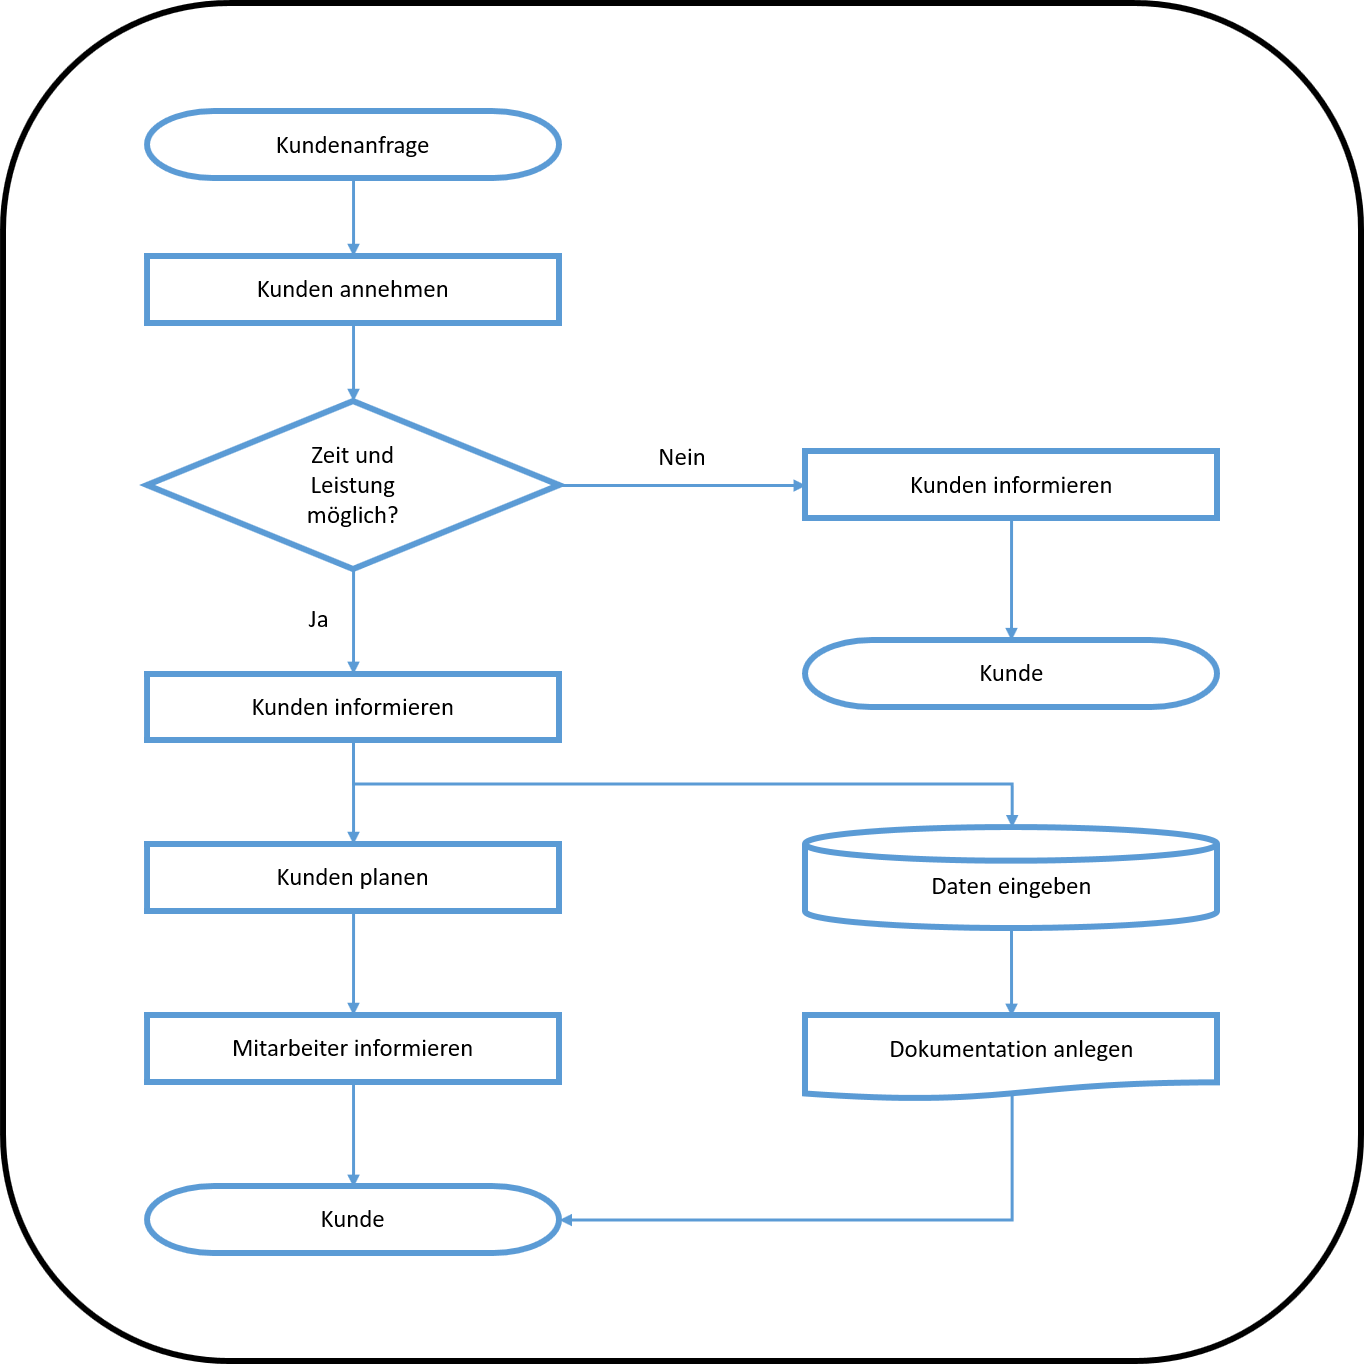 Kundenanfrage
Kunden annehmen
Zeit und
Leistung
möglich?
Nein
Kunden informieren
Kunde
Ja
Kunden informieren
Kunden planen
Daten eingeben
Mitarbeiter informieren
Dokumentation anlegen
Kunde